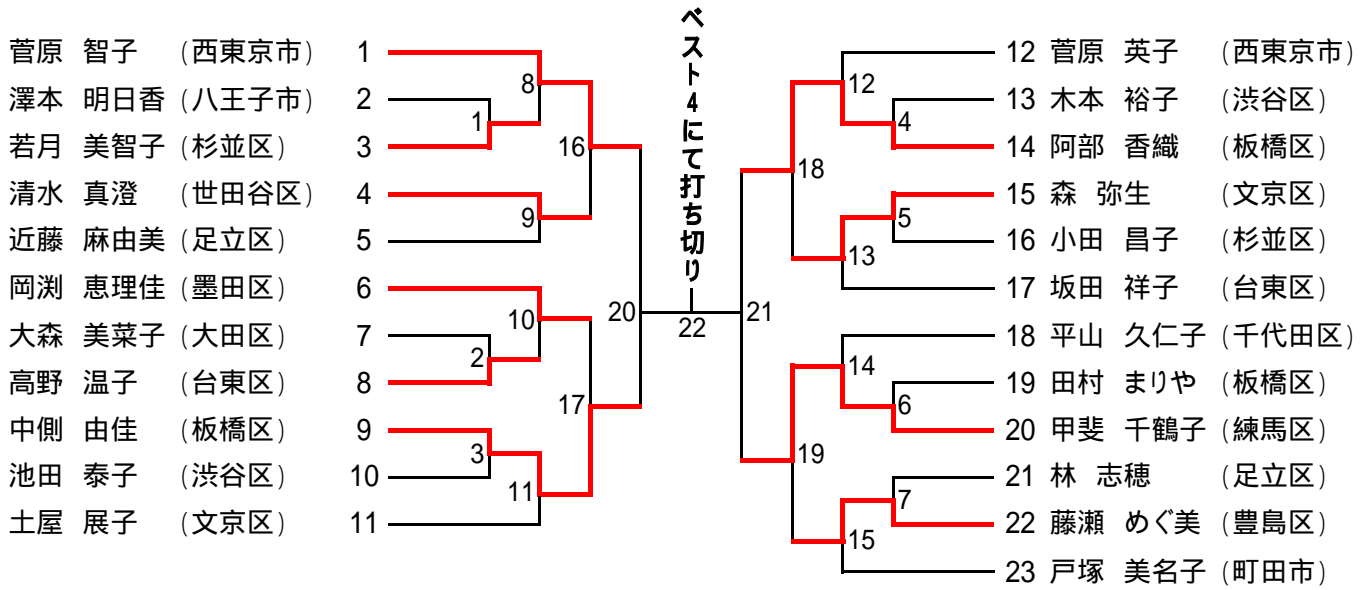 ベスト4にて打ち切り
菅原 智子 (西東京市) 1
澤本 明日香 (八王子市) 2
若月 美智子 (杉並区) 3
清水 真澄 (世田谷区) 4
近藤 麻由美 (足立区) 5
岡渕 恵理佳 (墨田区) 6
大森 美菜子 (大田区) 7
高野 温子 (台東区) 8
中側 由佳 (板橋区) 9
池田 泰子 (渋谷区) 10
土屋 展子 (文京区) 11
8
1
16
9
10
2
20
17
3
11
22
12
4
18
5
13
21
14
6
19
7
15
12 菅原 英子 (西東京市)
13 木本 裕子 (渋谷区)
14 阿部 香織 (板橋区)
15 森 弥生 (文京区)
16 小田 昌子 (杉並区)
17 坂田 祥子 (台東区)
18 平山 久仁子 (千代田区)
19 田村 まりや (板橋区)
20 甲斐 千鶴子 (練馬区)
21 林 志穂 (足立区)
22 藤瀬 めぐ美 (豊島区)
23 戸塚 美名子 (町田市)